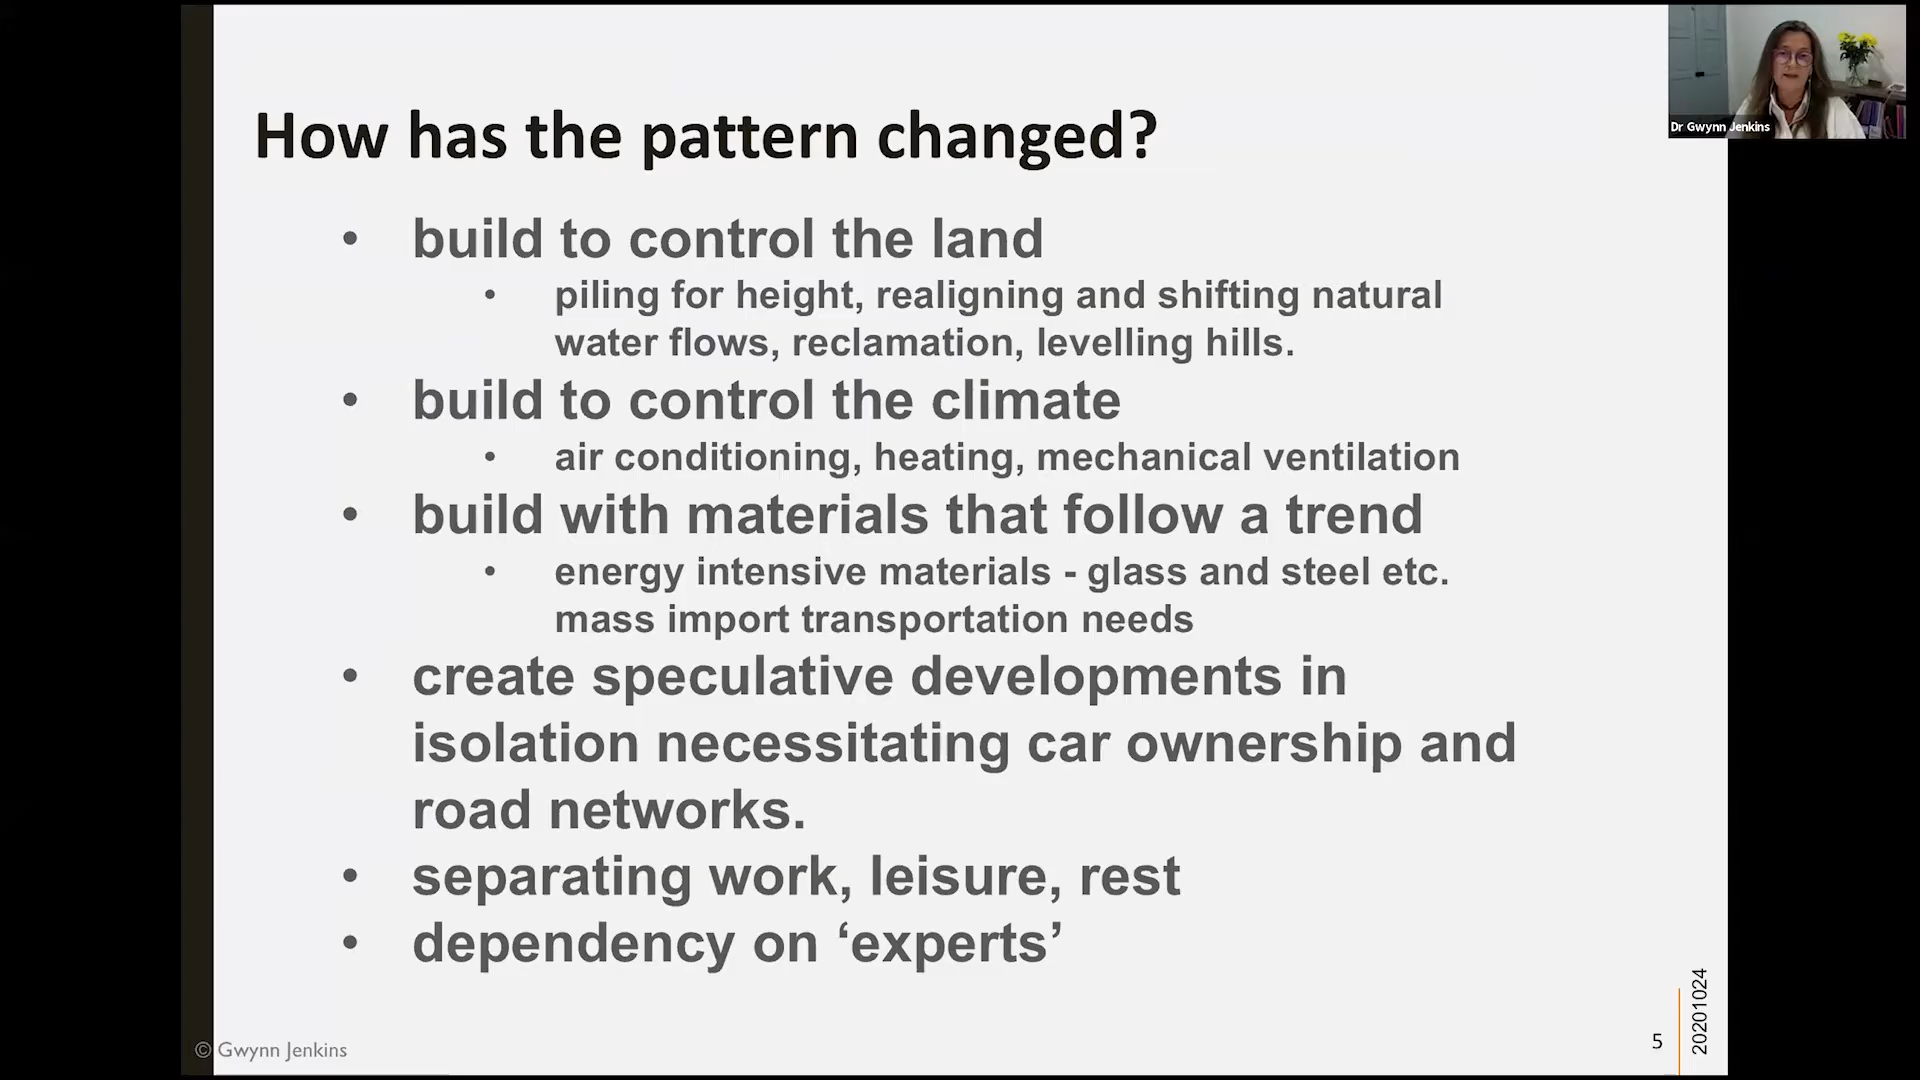 How has the pattern changed?
• build to control the land
• piling for height, realigning and shifting natural
water flows, reclamation, levelling hills.
• build to control the climate
• air conditioning, heating, mechanical ventilation
• build with materials that follow a trend
• energy intensive materials - glass and steel etc.
mass import transportation needs
• create speculative developments in
isolation necessitating car ownership and
road networks.
• separating work, leisure, rest
• dependency on ‘experts’
© Gwynn Jenkins
5
20201024
Dr Gwynn Jenkins